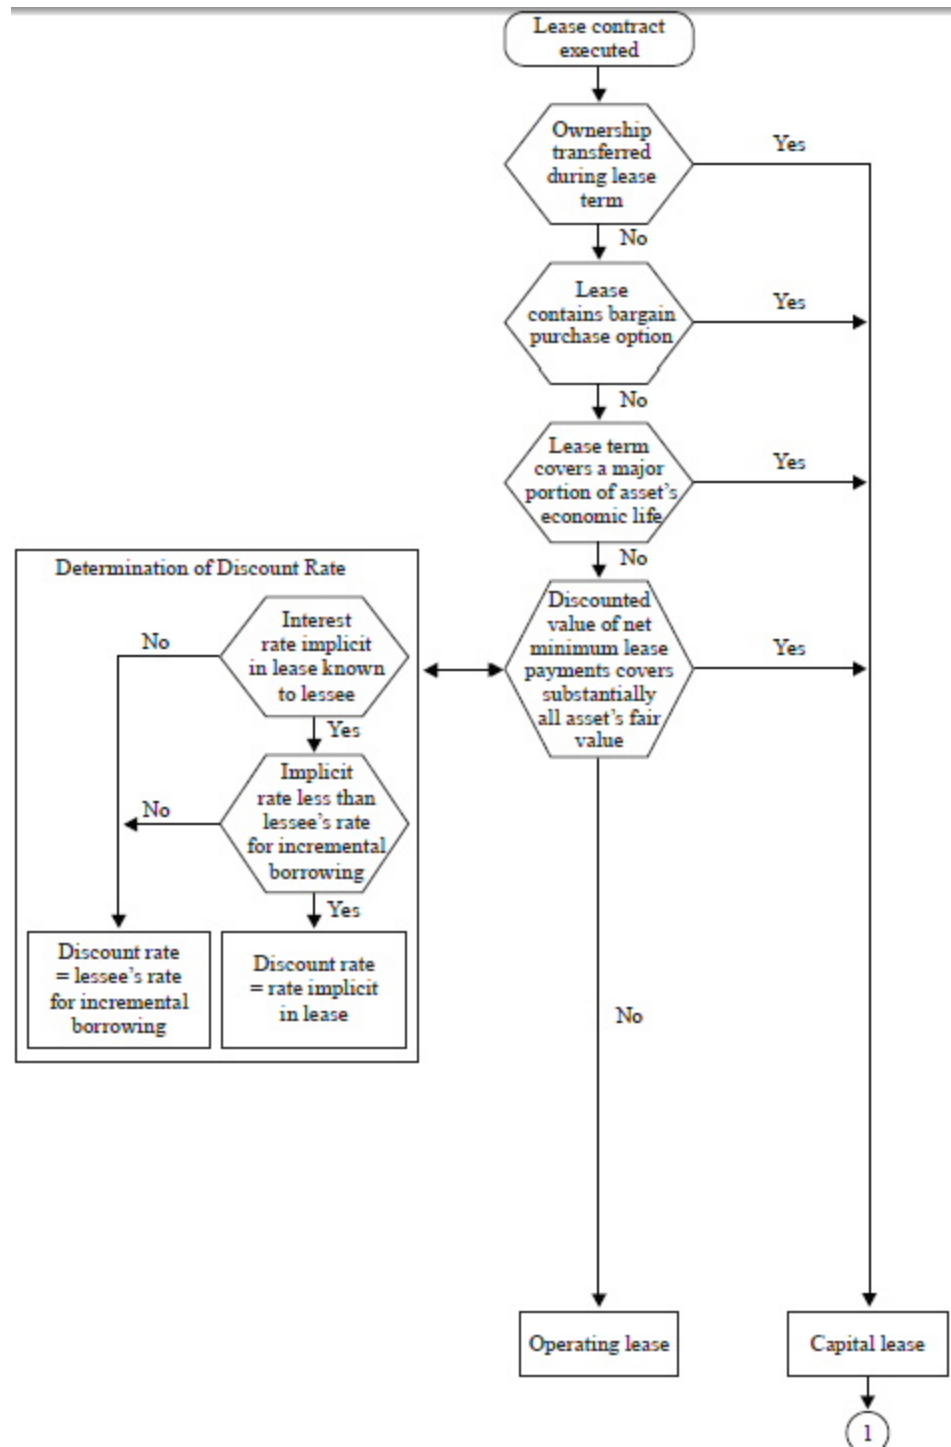 Lease contract
executed
Ownership
transferred
during lease
term
Yes
No
Lease
contains bargain
purchase option
Yes
No
Lease term
covers a major
portion of asset's
economic life
Yes
No
Determination of Discount Rate
Interest
rate implicit
in lease known
to lessee
No
Yes
Implicit
rate less than
lessee's rate
for incremental
borrowing
No
Yes
Discount rate
= lessee's rate
for incremental
borrowing
Discount rate
= rate implicit
in lease
Discounted
value of net
minimum lease
payments covers
substantially
all asset's fair
value
Yes
No
Operating lease
Capital lease
1